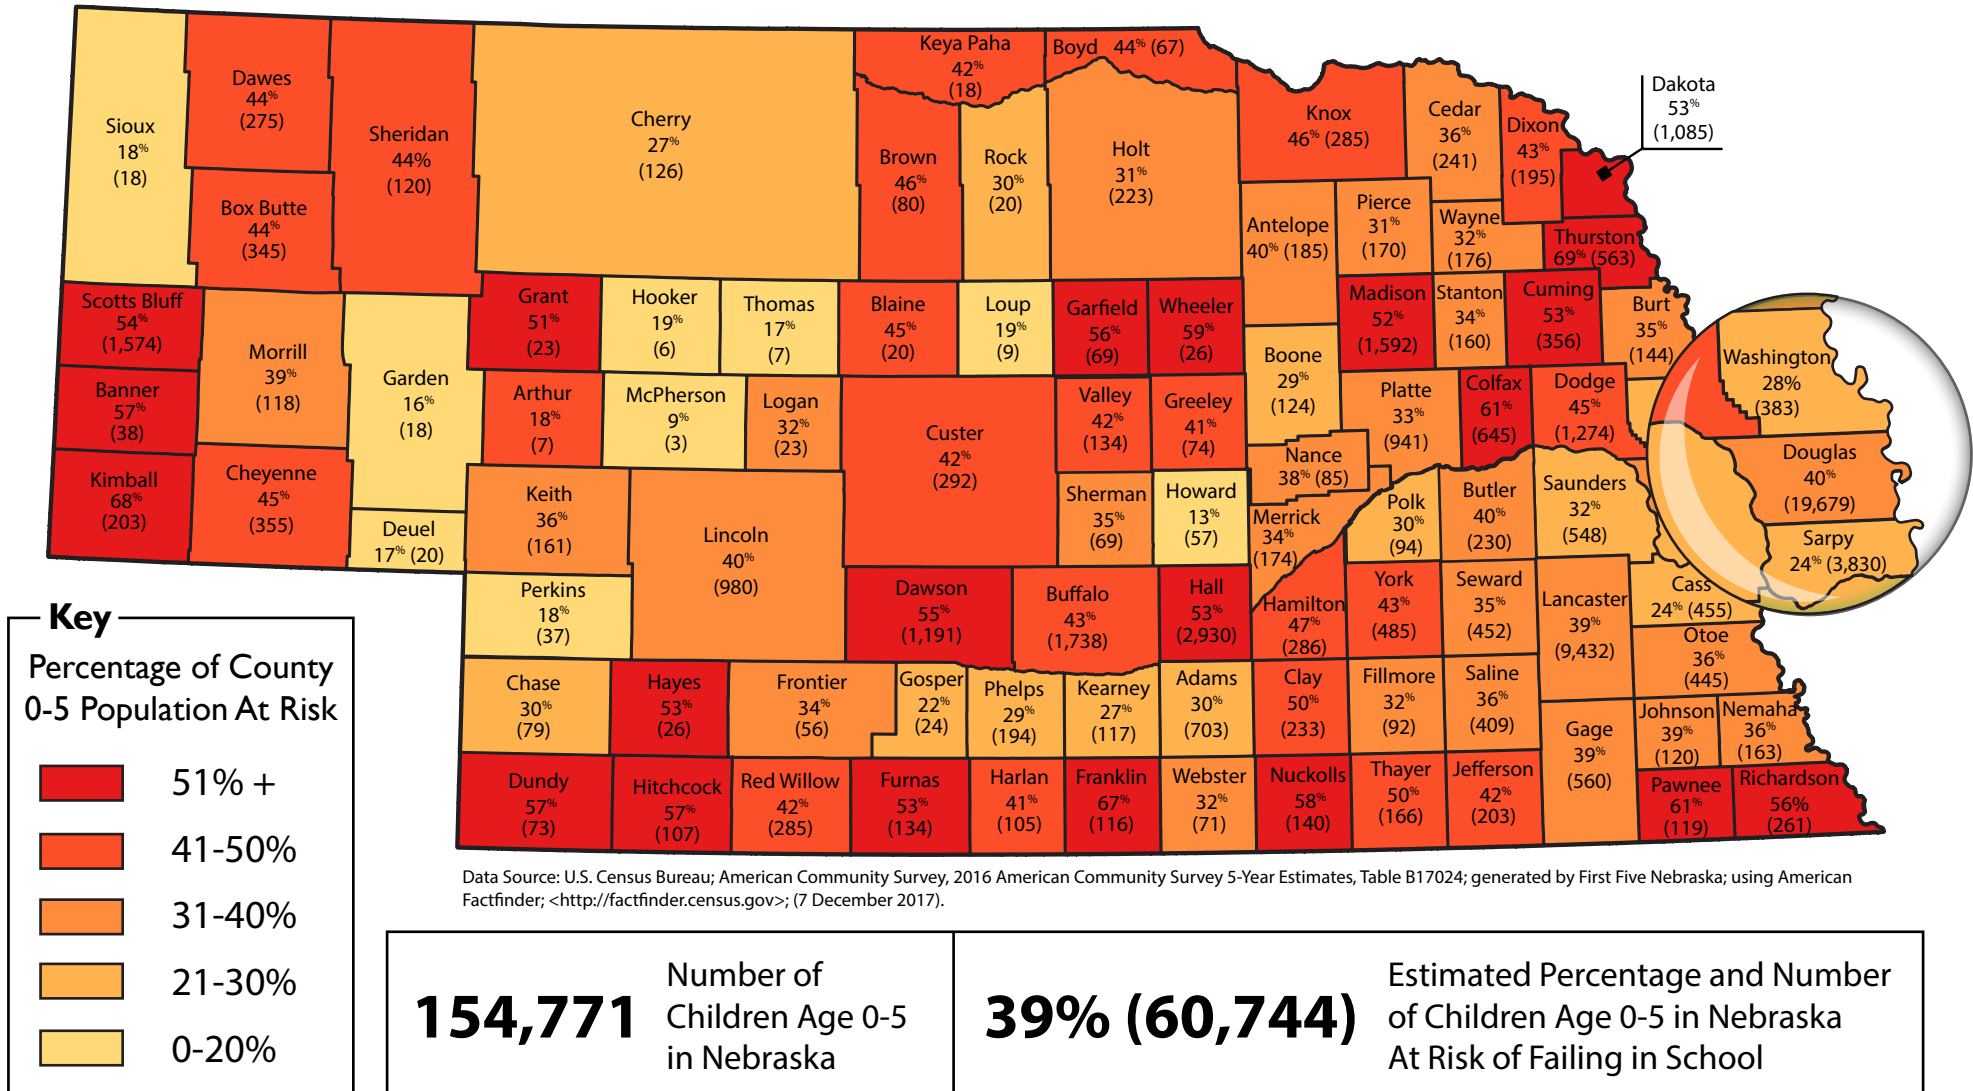 Sioux
18%
(18)
Dawes
44%
(275)
Box Butte
44%
(345)
Sheridan
44%
(120)
Cherry
27%
(126)
Keya Paha
42%
(18)
Boyd 44% (67)
Brown
46%
(80)
Rock
30%
(20)
Holt
31%
(223)
Knox
46% (285)
Cedar
36%
(241)
Dixon
43%
(195)
Dakota
53%
(1,085)
Antelope
40% (185)
Pierce
31%
(170)
Wayne
32%
(176)
Thurston
69% (563)
Scotts Bluff
54%
(1,574)
Banner
57%
(38)
Kimball
68%
(203)
Morrill
39%
(118)
Cheyenne
45%
(355)
Garden
16%
(18)
Deuel
17% (20)
Grant
51%
(23)
Hooker
19%
(6)
Thomas
17%
(7)
Blaine
45%
(20)
Loup
19%
(9)
Garfield
56%
(69)
Wheeler
59%
(26)
Boone
29%
(124)
Madison
52%
(1,592)
Stanton
34%
(160)
Cuming
53%
(356)
Burt
35%
(144)
Washington
28%
(383)
Arthur
18%
(7)
McPherson
9%
(3)
Logan
32%
(23)
Custer
42%
(292)
Valley
42%
(134)
Greeley
41%
(74)
Platte
33%
(941)
Colfax
61%
(645)
Dodge
45%
(1,274)
Douglas
40%
(19,679)
Sarpy
24% (3,830)
Keith
36%
(161)
Lincoln
40%
(980)
Sherman
35%
(69)
Howard
13%
(57)
Nance
38% (85)
Merrick
34%
(174)
Polk
30%
(94)
Butler
40%
(230)
Saunders
32%
(548)
Perkins
18%
(37)
Dawson
55%
(1,191)
Buffalo
43%
(1,738)
Hall
53%
(2,930)
Hamilton
47%
(286)
York
43%
(485)
Seward
35%
(452)
Lancaster
39%
(9,432)
Cass
24% (455)
Otoe
36%
(445)
Chase
30%
(79)
Hayes
53%
(26)
Frontier
34%
(56)
Gosper
22%
(24)
Phelps
29%
(194)
Kearney
27%
(117)
Adams
30%
(703)
Clay
50%
(233)
Fillmore
32%
(92)
Saline
36%
(409)
Gage
39%
(560)
Johnson
39%
(120)
Nemaha
36%
(163)
Dundy
57%
(73)
Hitchcock
57%
(107)
Red Willow
42%
(285)
Furnas
53%
(134)
Harlan
41%
(105)
Franklin
67%
(116)
Webster
32%
(71)
Nuckolls
58%
(140)
Thayer
50%
(166)
Jefferson
42%
(203)
Pawnee
61%
(119)
Richardson
56%
(261)
Key
Percentage of County
0-5 Population At Risk
51% +
41-50%
31-40%
21-30%
0-20%
Data Source: U.S. Census Bureau; American Community Survey, 2016 American Community Survey 5-Year Estimates, Table B17024; generated by First Five Nebraska; using American
Factfinder; <http://factfinder.census.gov>; (7 December 2017).
154,771
Number of
Children Age 0-5
in Nebraska
39% (60,744)
Estimated Percentage and Number
of Children Age 0-5 in Nebraska
At Risk of Failing in School